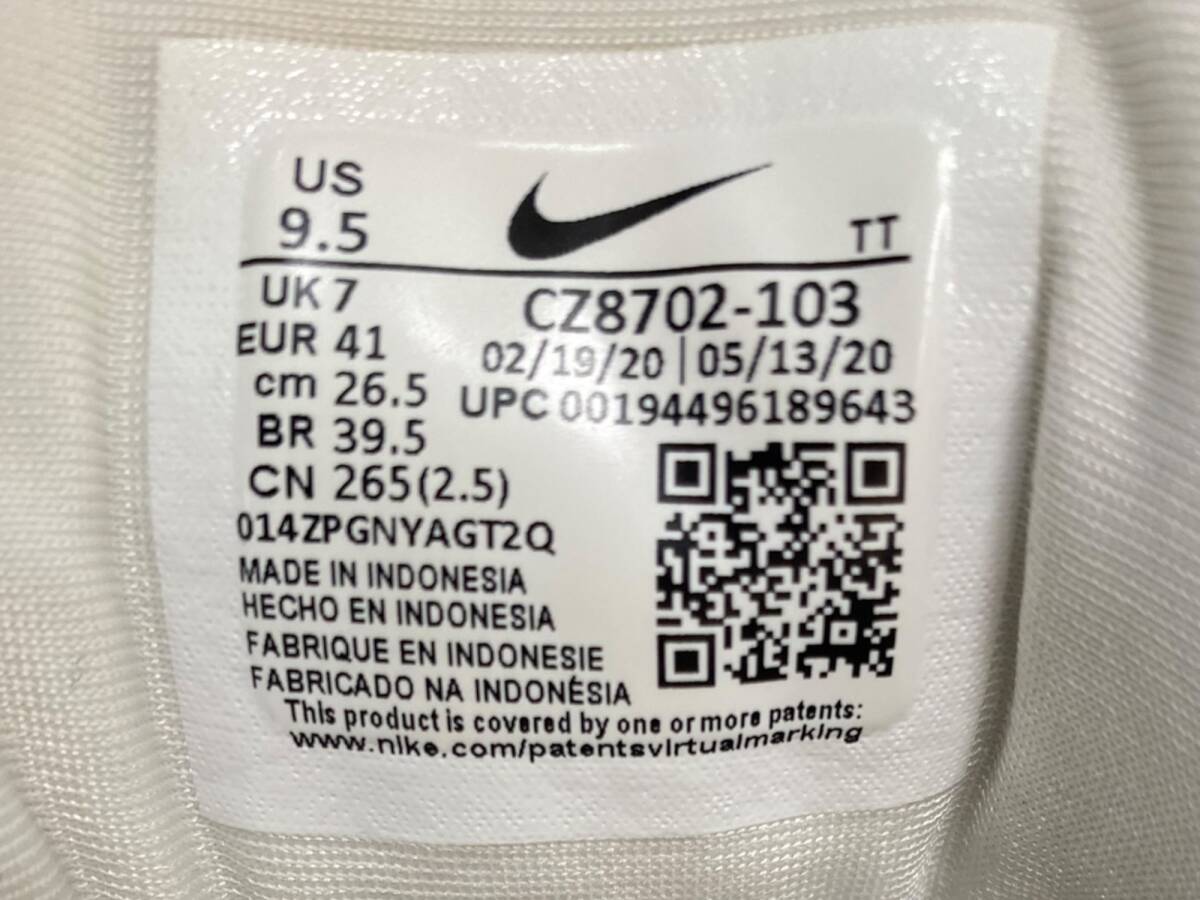 US
9.5
TT
UK 7
CZ8702-103
EUR 41
02/19/20 | 05/13/20
cm 26.5
UPC 00194496189643
BR 39.5
CN 265(2.5)
014ZPGNYAGT2Q
MADE IN INDONESIA
HECHO EN INDONESIA
FABRIQUE EN INDONESIE
FABRICADO NA INDONÉSIA
This product is covered by one or more patents:
www.nike.com/patentsvirtualmarking